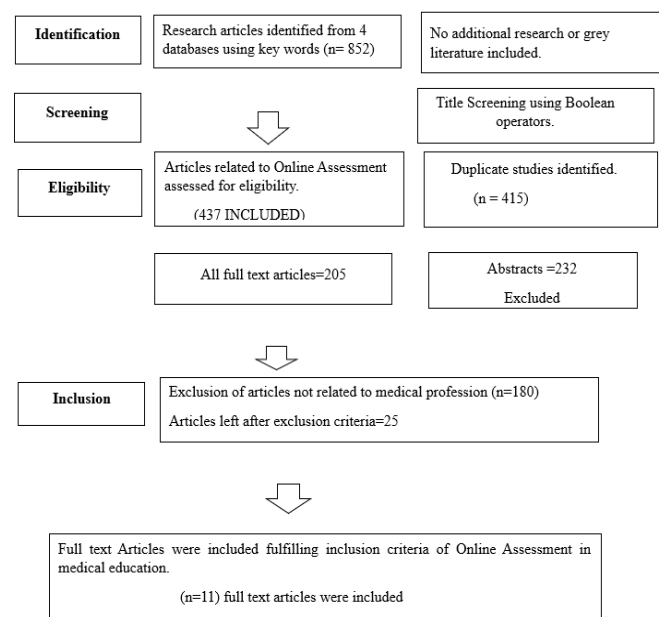 Identification
Research articles identified from 4
databases using key words (n= 852)
No additional research or grey
literature included.
Screening
Title Screening using Boolean
operators.
Eligibility
Articles related to Online Assessment
assessed for eligibility.
(437 INCLUDED)
Duplicate studies identified.
(n = 415)
All full text articles=205
Abstracts =232
Excluded
Inclusion
Exclusion of articles not related to medical profession (n=180)
Articles left after exclusion criteria=25
Full text Articles were included fulfilling inclusion criteria of Online Assessment in
medical education.
(n=11) full text articles were included